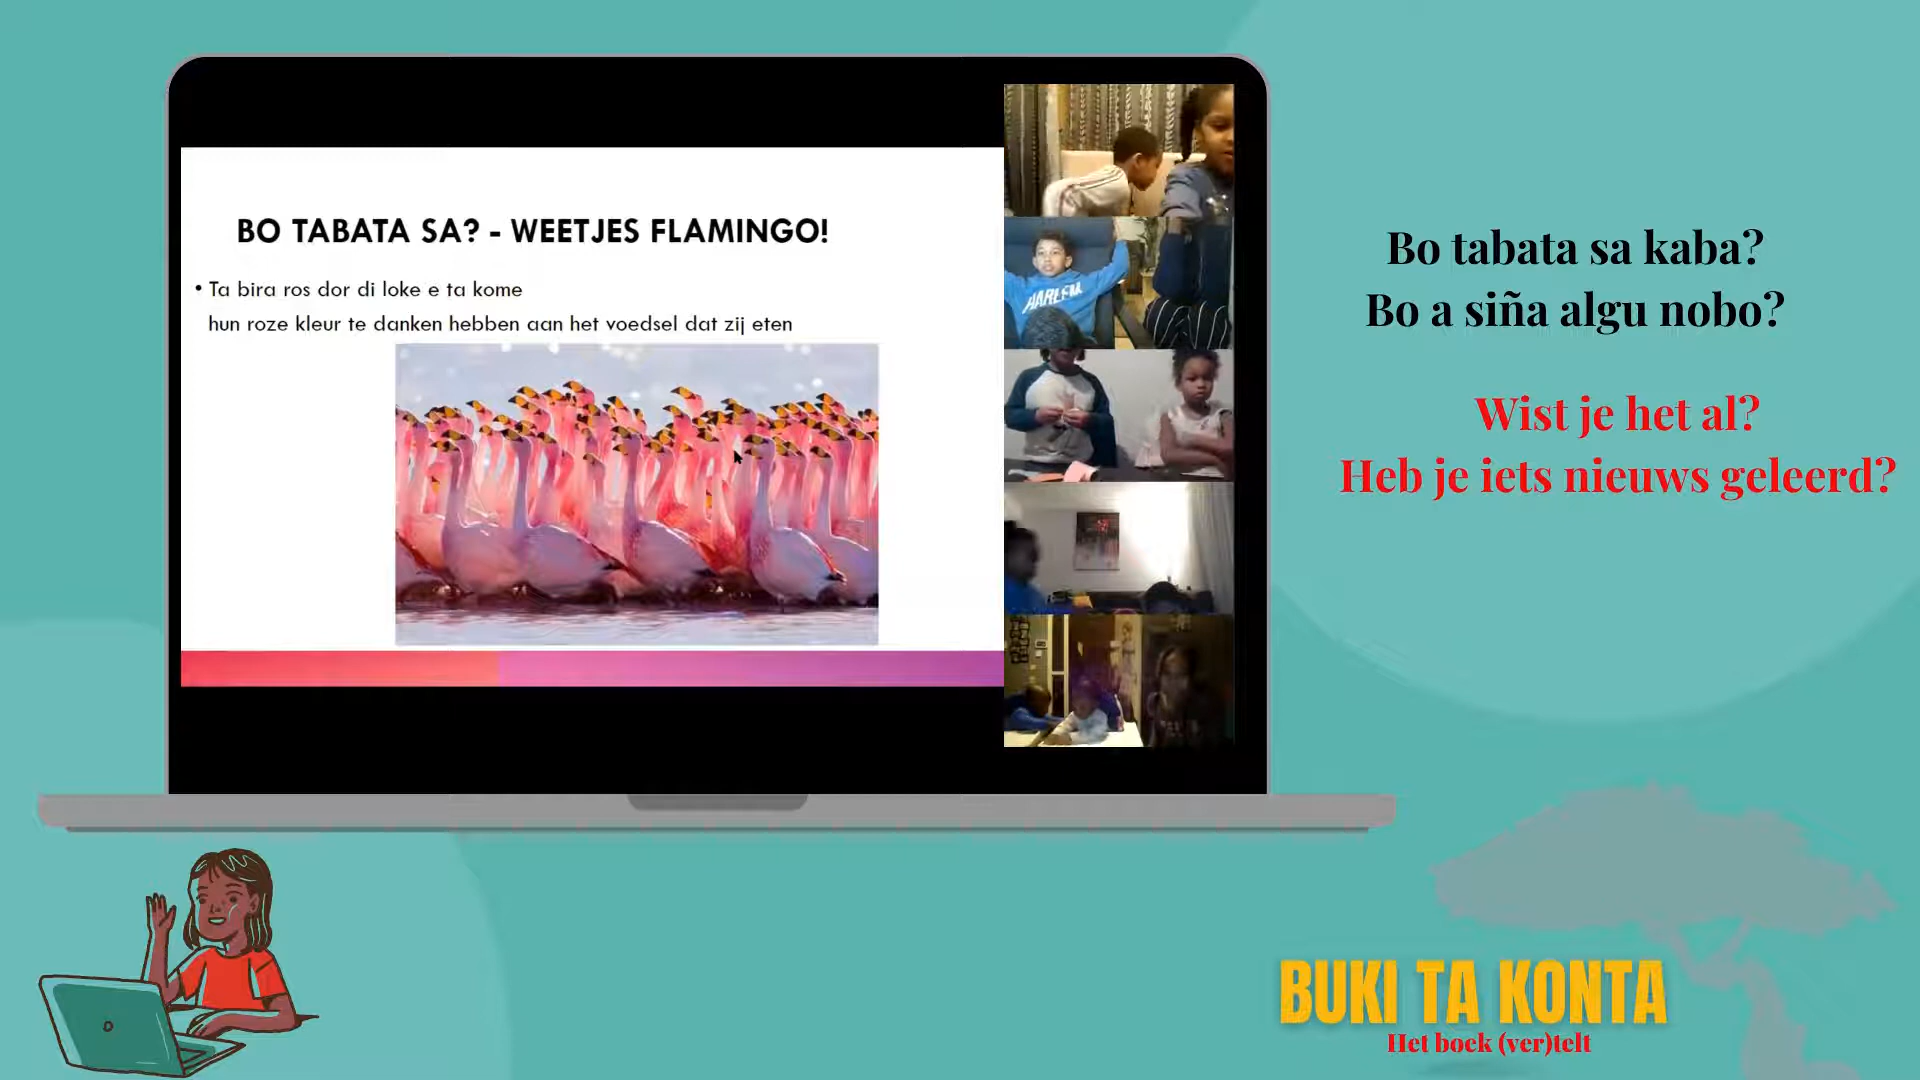 BO TABATA SA? - WEETJES FLAMINGO!
• Ta bira ros dor di loke e ta kome
hun roze kleur te danken hebben aan het voedsel dat zij eten
HARLEM
Bo tabata sa kaba?
Bo a siña algu nobo?
Wist je het al?
Heb je iets nieuws geleerd?
BUKI TA KONTA
Het boek (ver)telt